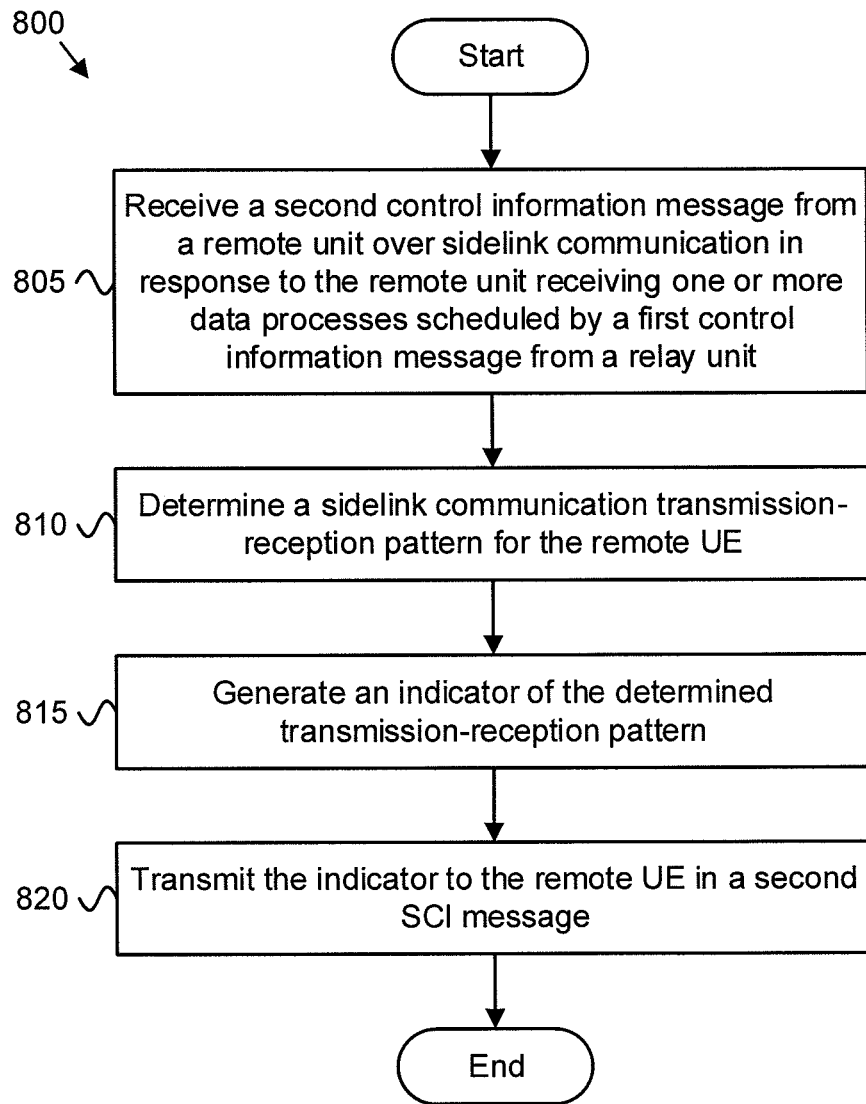 800
Start
805
Receive a second control information message from
a remote unit over sidelink communication in
response to the remote unit receiving one or more
data processes scheduled by a first control
information message from a relay unit
810
Determine a sidelink communication transmission-
reception pattern for the remote UE
815
Generate an indicator of the determined
transmission-reception pattern
820
Transmit the indicator to the remote UE in a second
SCI message
End